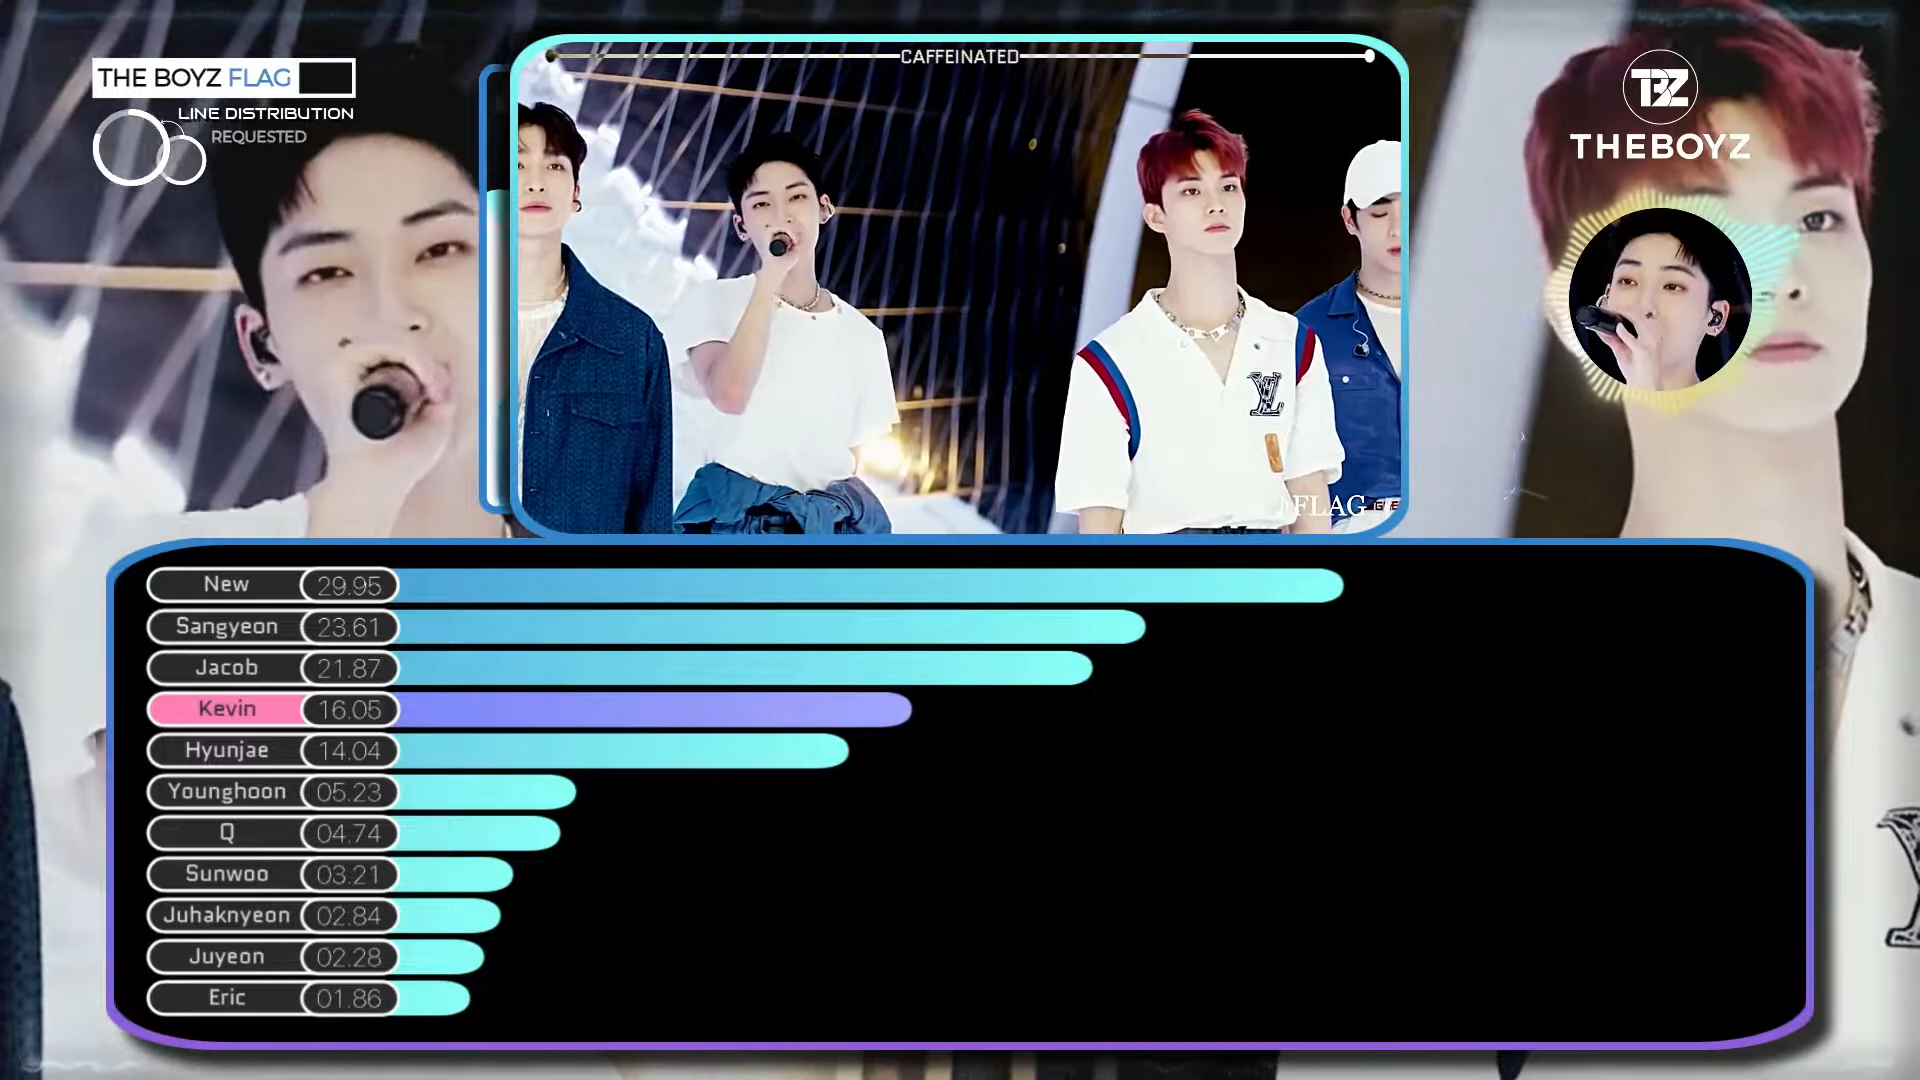 THE BOYZ FLAG
LINE DISTRIBUTION
REQUESTED
CAFFEINATED
TBZ
THEBOYZ
FLAG
New 29.95
Sangyeon 23.61
Jacob 21.87
Kevin 16.05
Hyunjae 14.04
Younghoon 05.23
Q 04.74
Sunwoo 03.21
Juhaknyeon 02.84
Juyeon 02.28
Eric 01.86